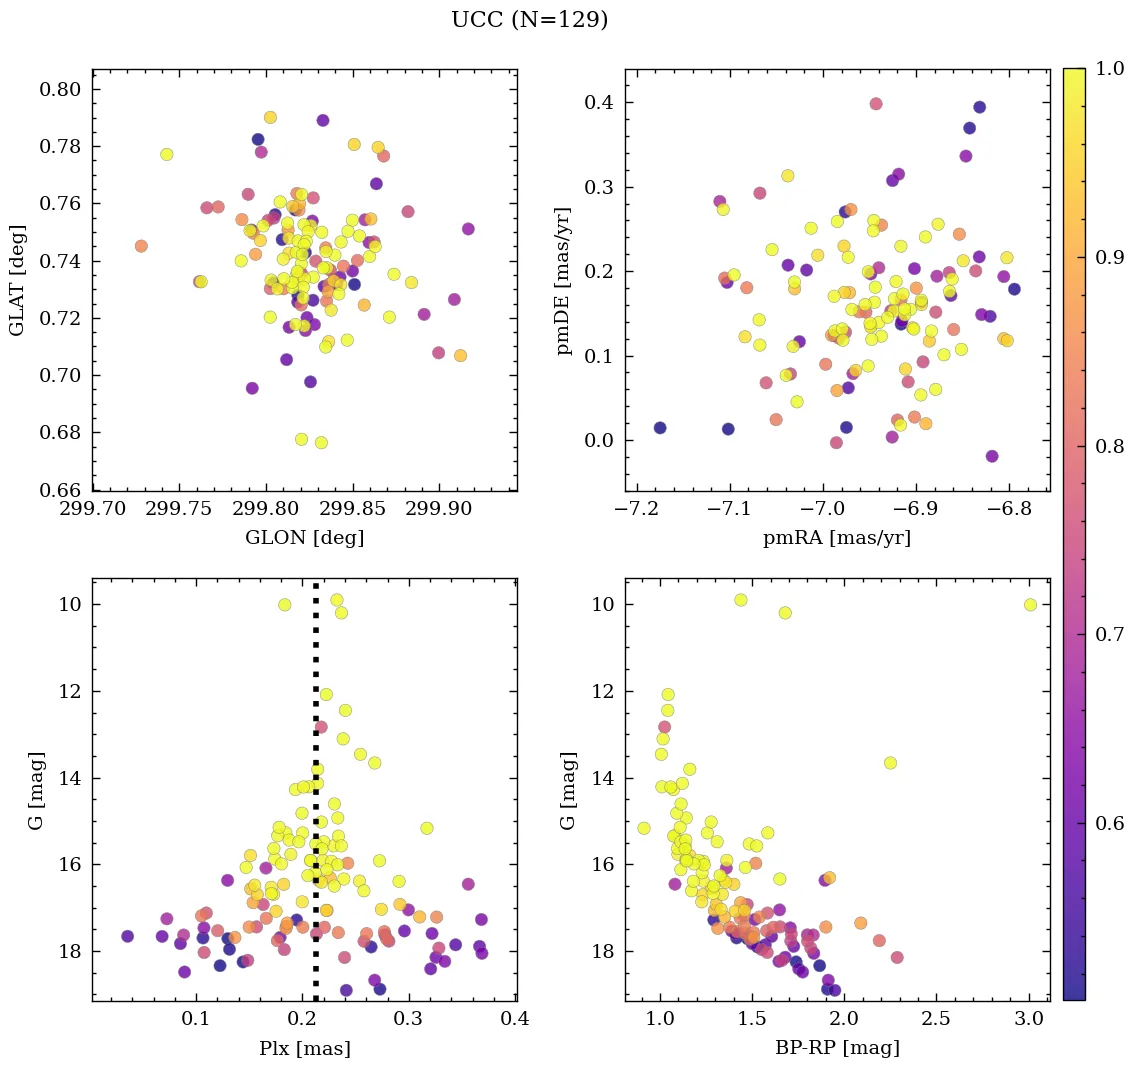 UCC (N=129)
0.80
0.78
0.76
0.74
0.72
0.70
0.68
0.66
GLAT [deg]
299.70 299.75 299.80 299.85 299.90
GLON [deg]
0.4
0.3
0.2
0.1
0.0
pmDE [mas/yr]
−7.2 −7.1 −7.0 −6.9 −6.8
pmRA [mas/yr]
1.0
0.9
0.8
0.7
0.6
10
12
14
16
18
G [mag]
0.1 0.2 0.3 0.4
Plx [mas]
10
12
14
16
18
G [mag]
1.0 1.5 2.0 2.5 3.0
BP-RP [mag]